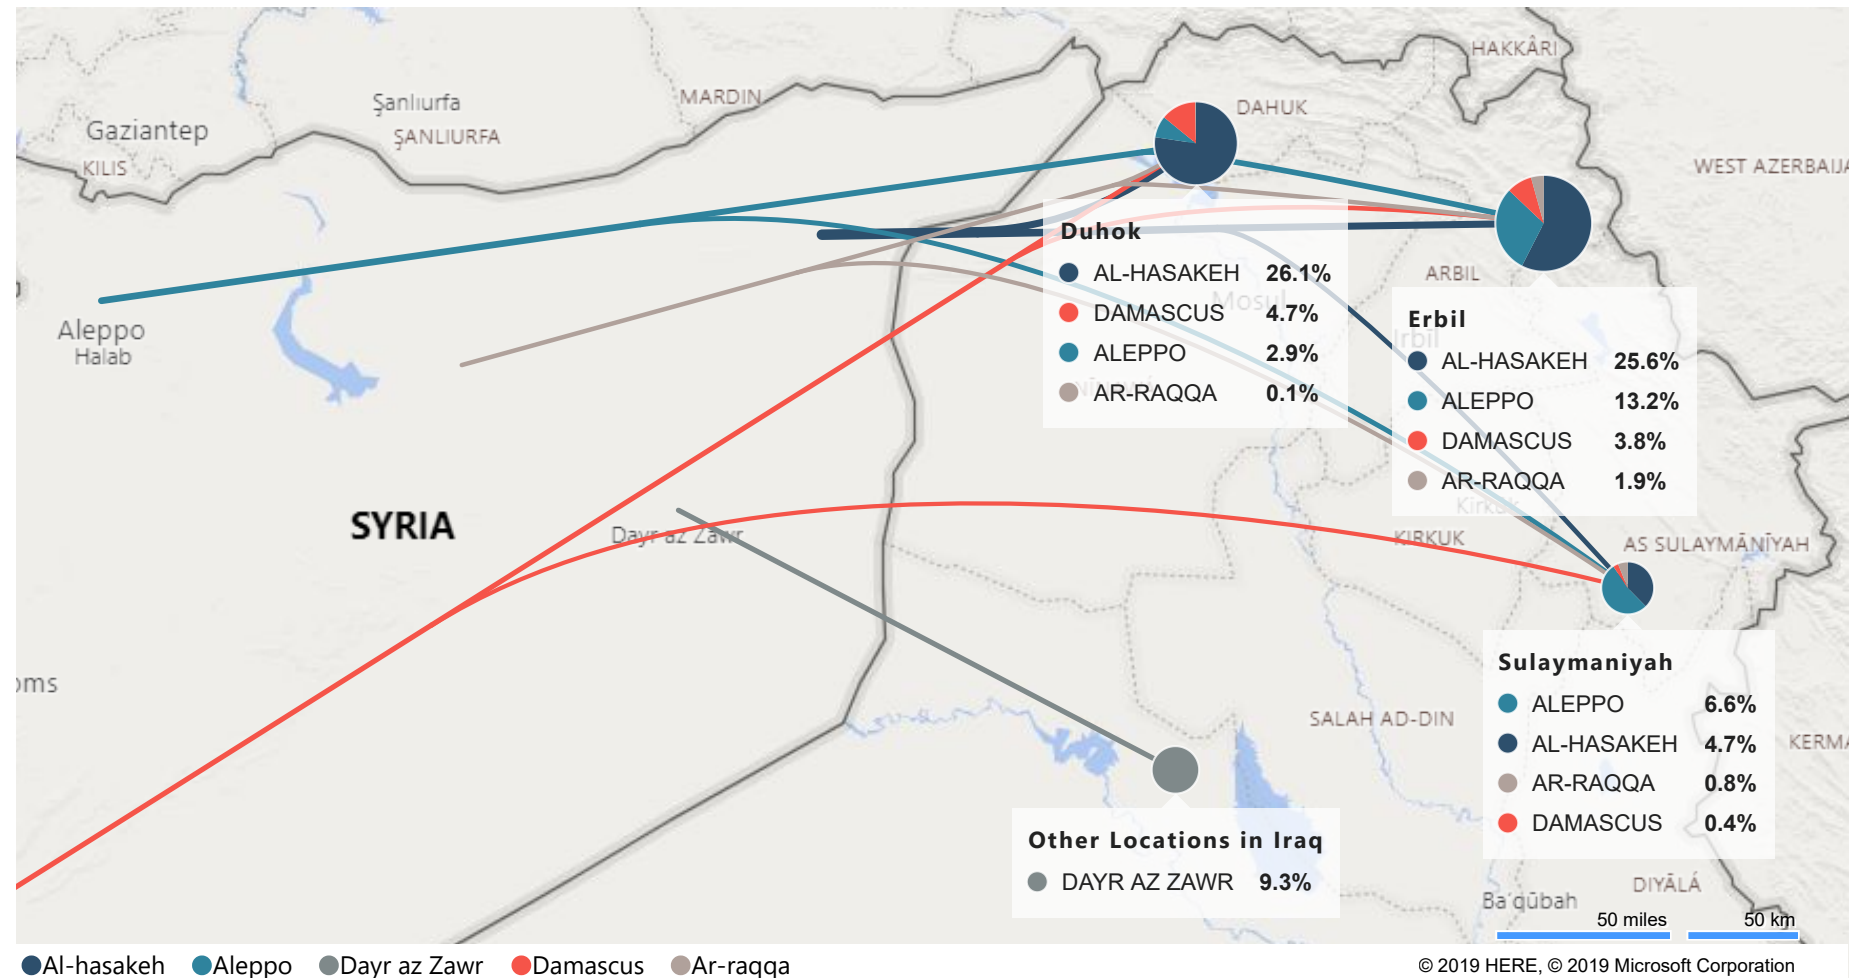 HAKKÂRI
Şanlıurfa
MARDIN
DAHUK
Gaziantep
ŞANLIURFA
KILIS
WEST AZERBAIJA
Duhok
AL-HASAKEH 26.1%
DAMASCUS 4.7%
ALEPPO 2.9%
AR-RAQQA 0.1%
Mosul
ARBIL
Aleppo
Halab
Erbil
Irbīl
AL-HASAKEH 25.6%
ALEPPO 13.2%
DAMASCUS 3.8%
AR-RAQQA 1.9%
SYRIA
Dayr az Zawr
KIRKUK
AS SULAYMĀNĪYAH
oms
Sulaymaniyah
ALEPPO 6.6%
AL-HASAKEH 4.7%
AR-RAQQA 0.8%
DAMASCUS 0.4%
SALAH AD-DIN
KERMA
Other Locations in Iraq
DAYR AZ ZAWR 9.3%
DIYĀLÁ
Ba‘qūbah
50 miles 50 km
Al-hasakeh Aleppo Dayr az Zawr Damascus Ar-raqqa
© 2019 HERE, © 2019 Microsoft Corporation